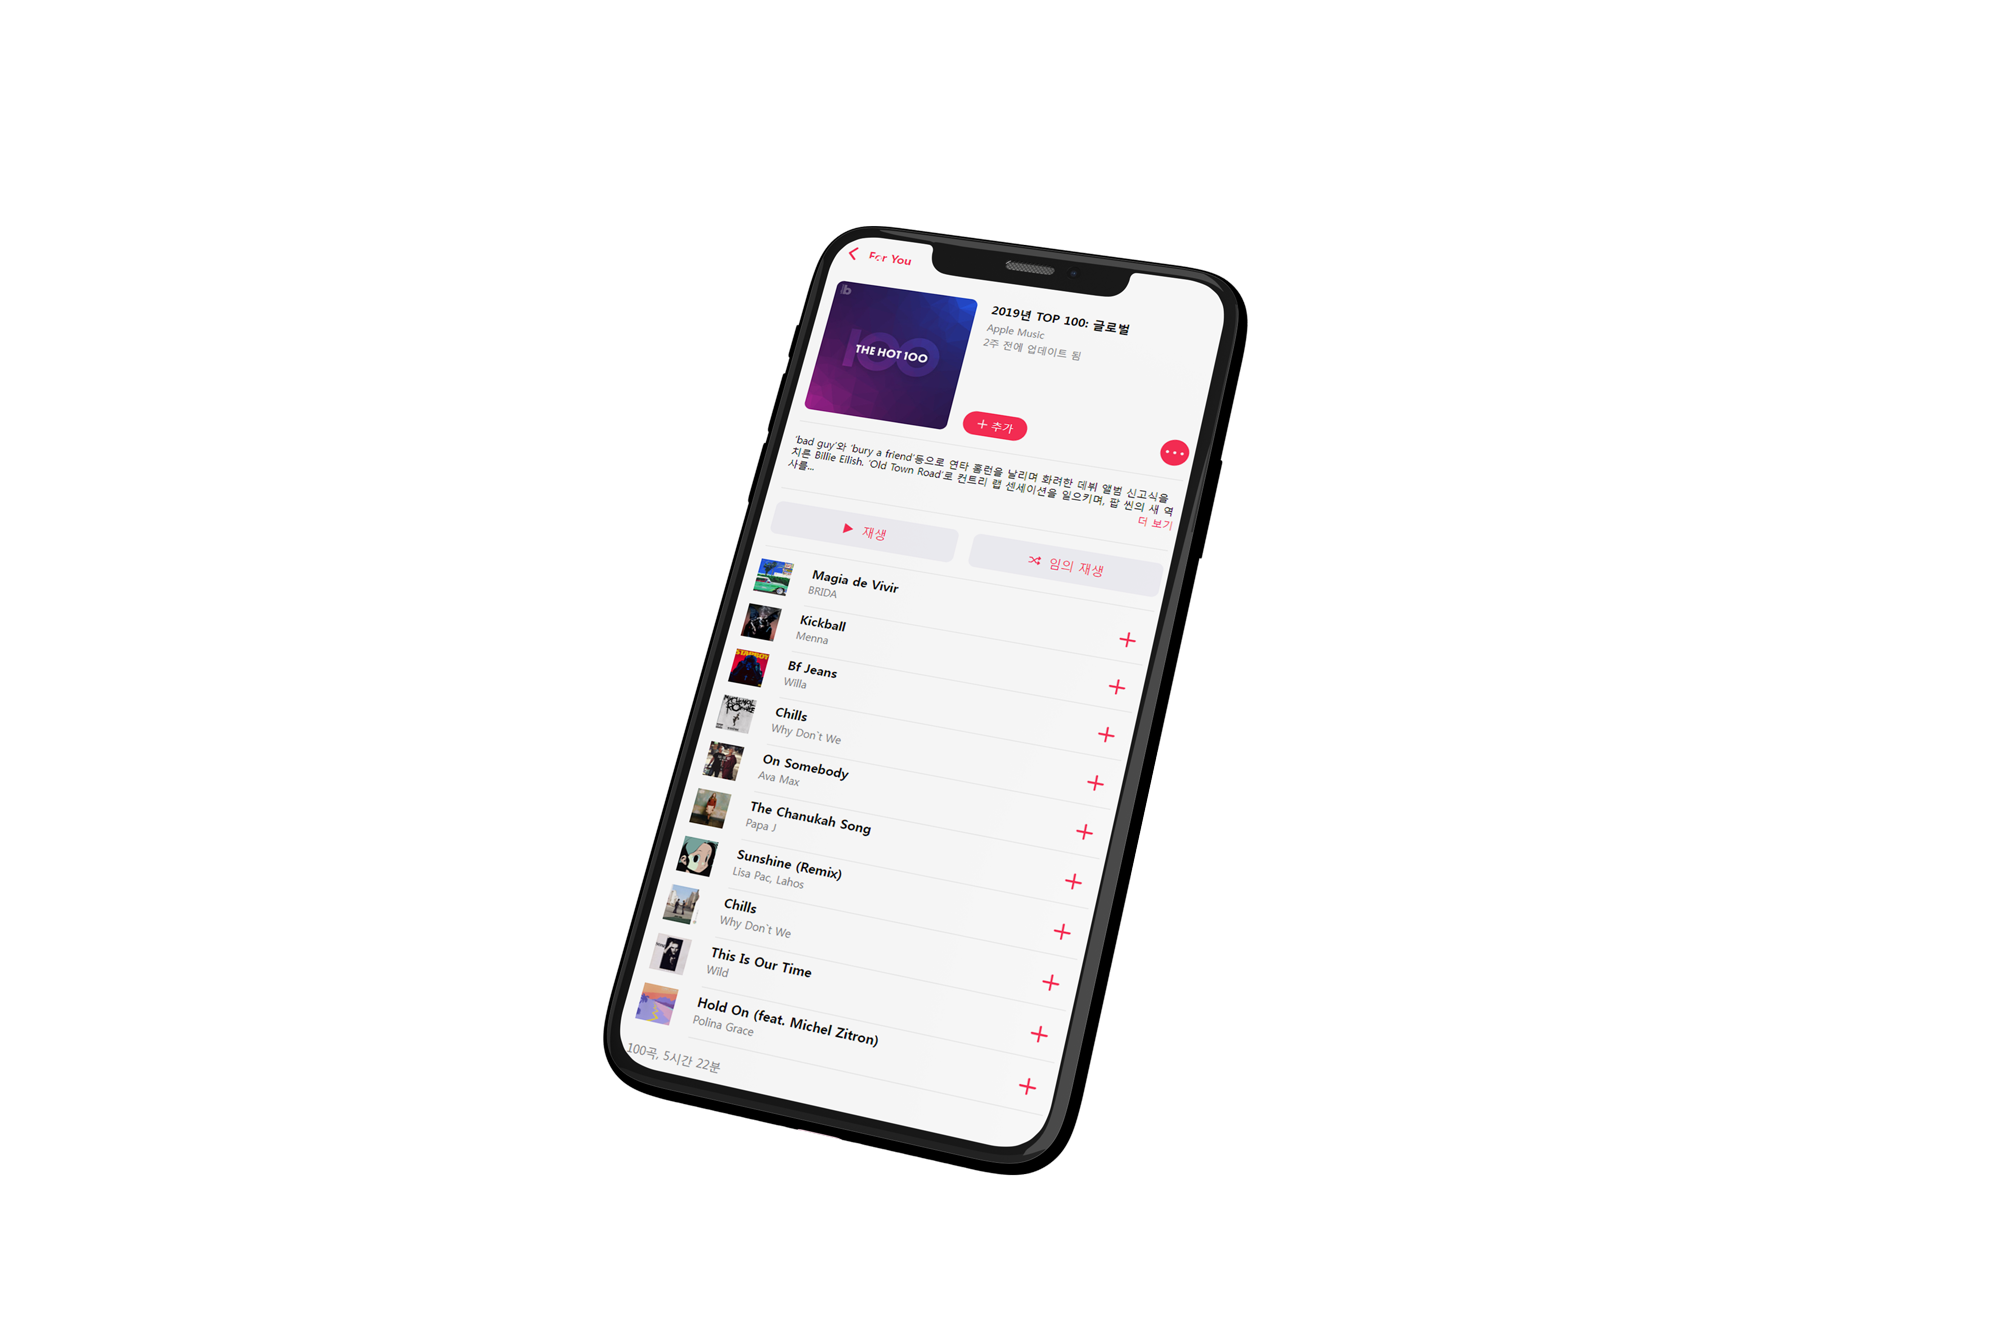 For You
2019년 TOP 100: 글로벌
Apple Music
2주 전에 업데이트 됨
THE HOT 100
추가
'bad guy'와 'bury a friend'등으로 연타 홈런을 날리며 화려한 데뷔 앨범 신고식을
치른 Billie Eilish. 'Old Town Road'로 컨트리 랩 센세이션을 일으키며, 팝 씬의 새 역
사를...
더 보기
재생
임의 재생
Magia de Vivir
BRIDA
Kickball
Menna
Bf Jeans
Willa
Chills
Why Don`t We
On Somebody
Ava Max
The Chanukah Song
Papa J
Sunshine (Remix)
Lisa Pac, Lahos
Chills
Why Don`t We
This Is Our Time
Wild
Hold On (feat. Michel Zitron)
Polina Grace
100곡, 5시간 22분